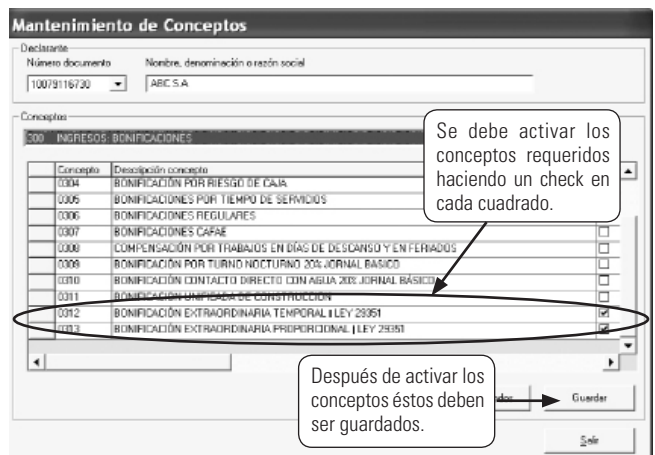 Mantenimiento de Conceptos
Declarante
Número documento Nombre, denominación o razón social
10079116730 ABC S.A.
Conceptos
300 INGRESOS: BONIFICACIONES
Se debe activar los
conceptos requeridos
haciendo un check en
cada cuadrado.
Concepto Descripción concepto
0304 BONIFICACIÓN POR RIESGO DE CAJA
0305 BONIFICACIONES POR TIEMPO DE SERVICIOS
0306 BONIFICACIONES REGULARES
0307 BONIFICACIONES CAFAE
0308 COMPENSACIÓN POR TRABAJOS EN DÍAS DE DESCANSO Y EN FERIADOS
0309 BONIFICACIÓN POR TURNO NOCTURNO 20% JORNAL BASICO
0310 BONIFICACIÓN CONTACTO DIRECTO CON AGUA 20% JORNAL BÁSICO
0311 BONIFICACIÓN UNIFICADA DE CONSTRUCCIÓN
0312 BONIFICACIÓN EXTRAORDINARIA TEMPORAL LEY 29351
0313 BONIFICACIÓN EXTRAORDINARIA PROPORCIONAL LEY 29351
Después de activar los
conceptos éstos deben
ser guardados.
Guardar
Salir